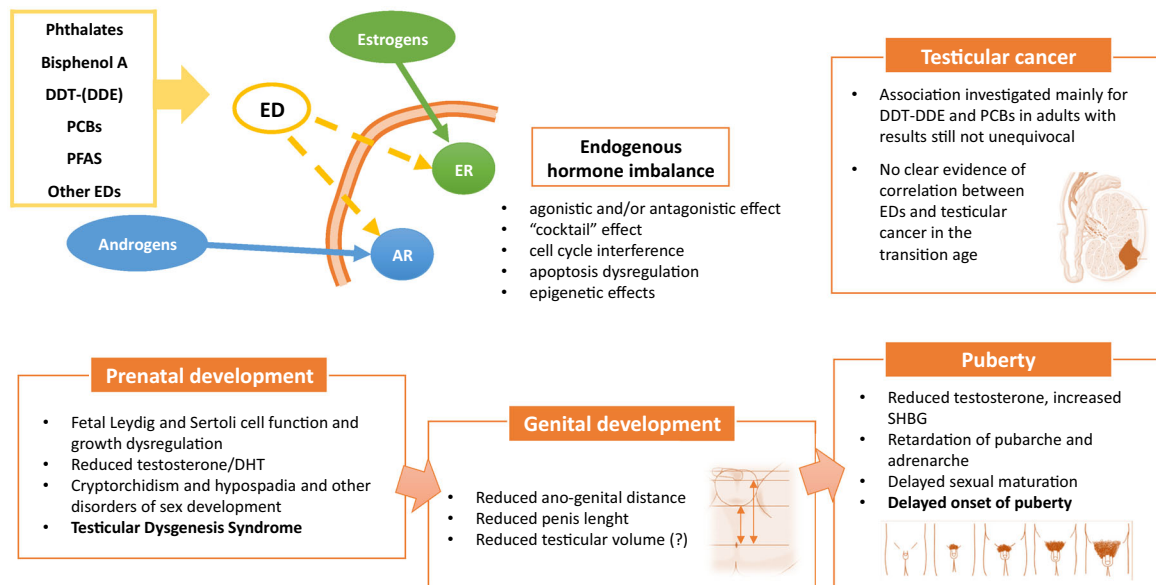 Phthalates
Bisphenol A
DDT-(DDE)
PCBs
PFAS
Other EDs
ED
Estrogens
ER
Androgens
AR
Endogenous
hormone imbalance
• agonistic and/or antagonistic effect
• “cocktail” effect
• cell cycle interference
• apoptosis dysregulation
• epigenetic effects
Testicular cancer
• Association investigated mainly for
DDT-DDE and PCBs in adults with
results still not unequivocal
• No clear evidence of
correlation between
EDs and testicular
cancer in the
transition age
Prenatal development
• Fetal Leydig and Sertoli cell function and
growth dysregulation
• Reduced testosterone/DHT
• Cryptorchidism and hypospadia and other
disorders of sex development
• Testicular Dysgenesis Syndrome
Genital development
• Reduced ano-genital distance
• Reduced penis lenght
• Reduced testicular volume (?)
Puberty
• Reduced testosterone, increased
SHBG
• Retardation of pubarche and
adrenarche
• Delayed sexual maturation
• Delayed onset of puberty